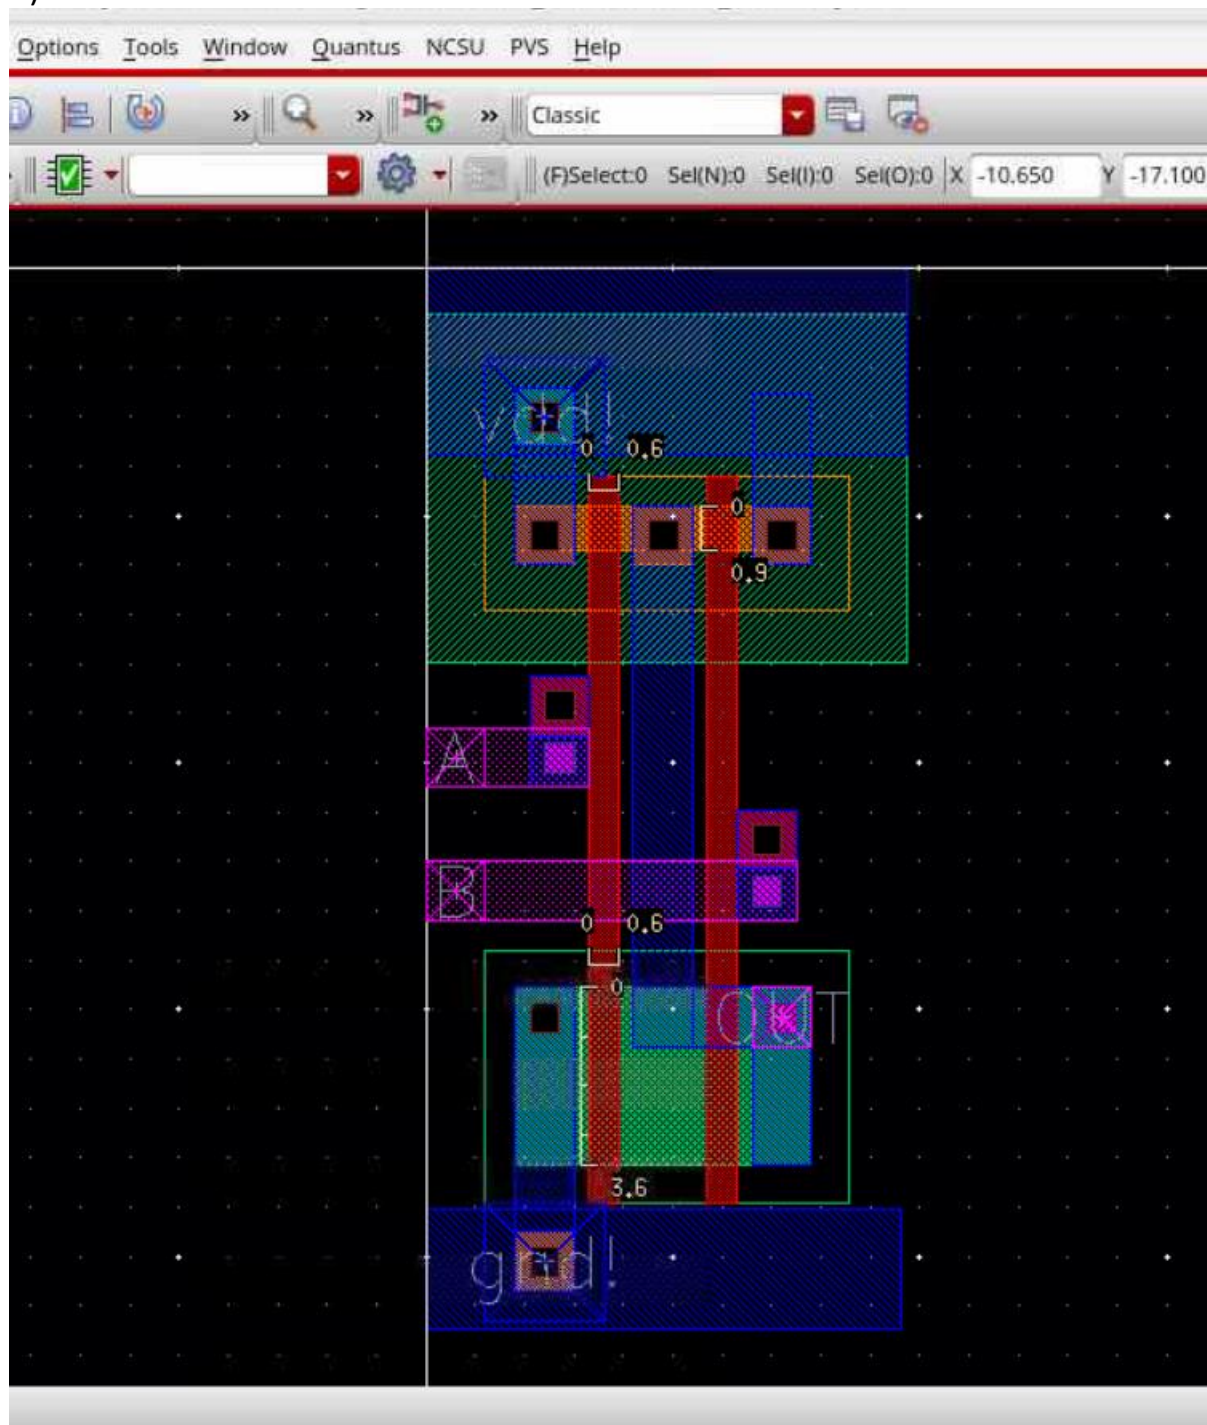 Options Tools Window Quantus NCSU PVS Help
» » » Classic
(F)Select:0 Sel(N):0 Sel(I):0 Sel(O):0 X -10.650 Y -17.100
vdd!
0 0.6
0
0.9
A
B
0 0.6
0
OUT
3.6
gnd!